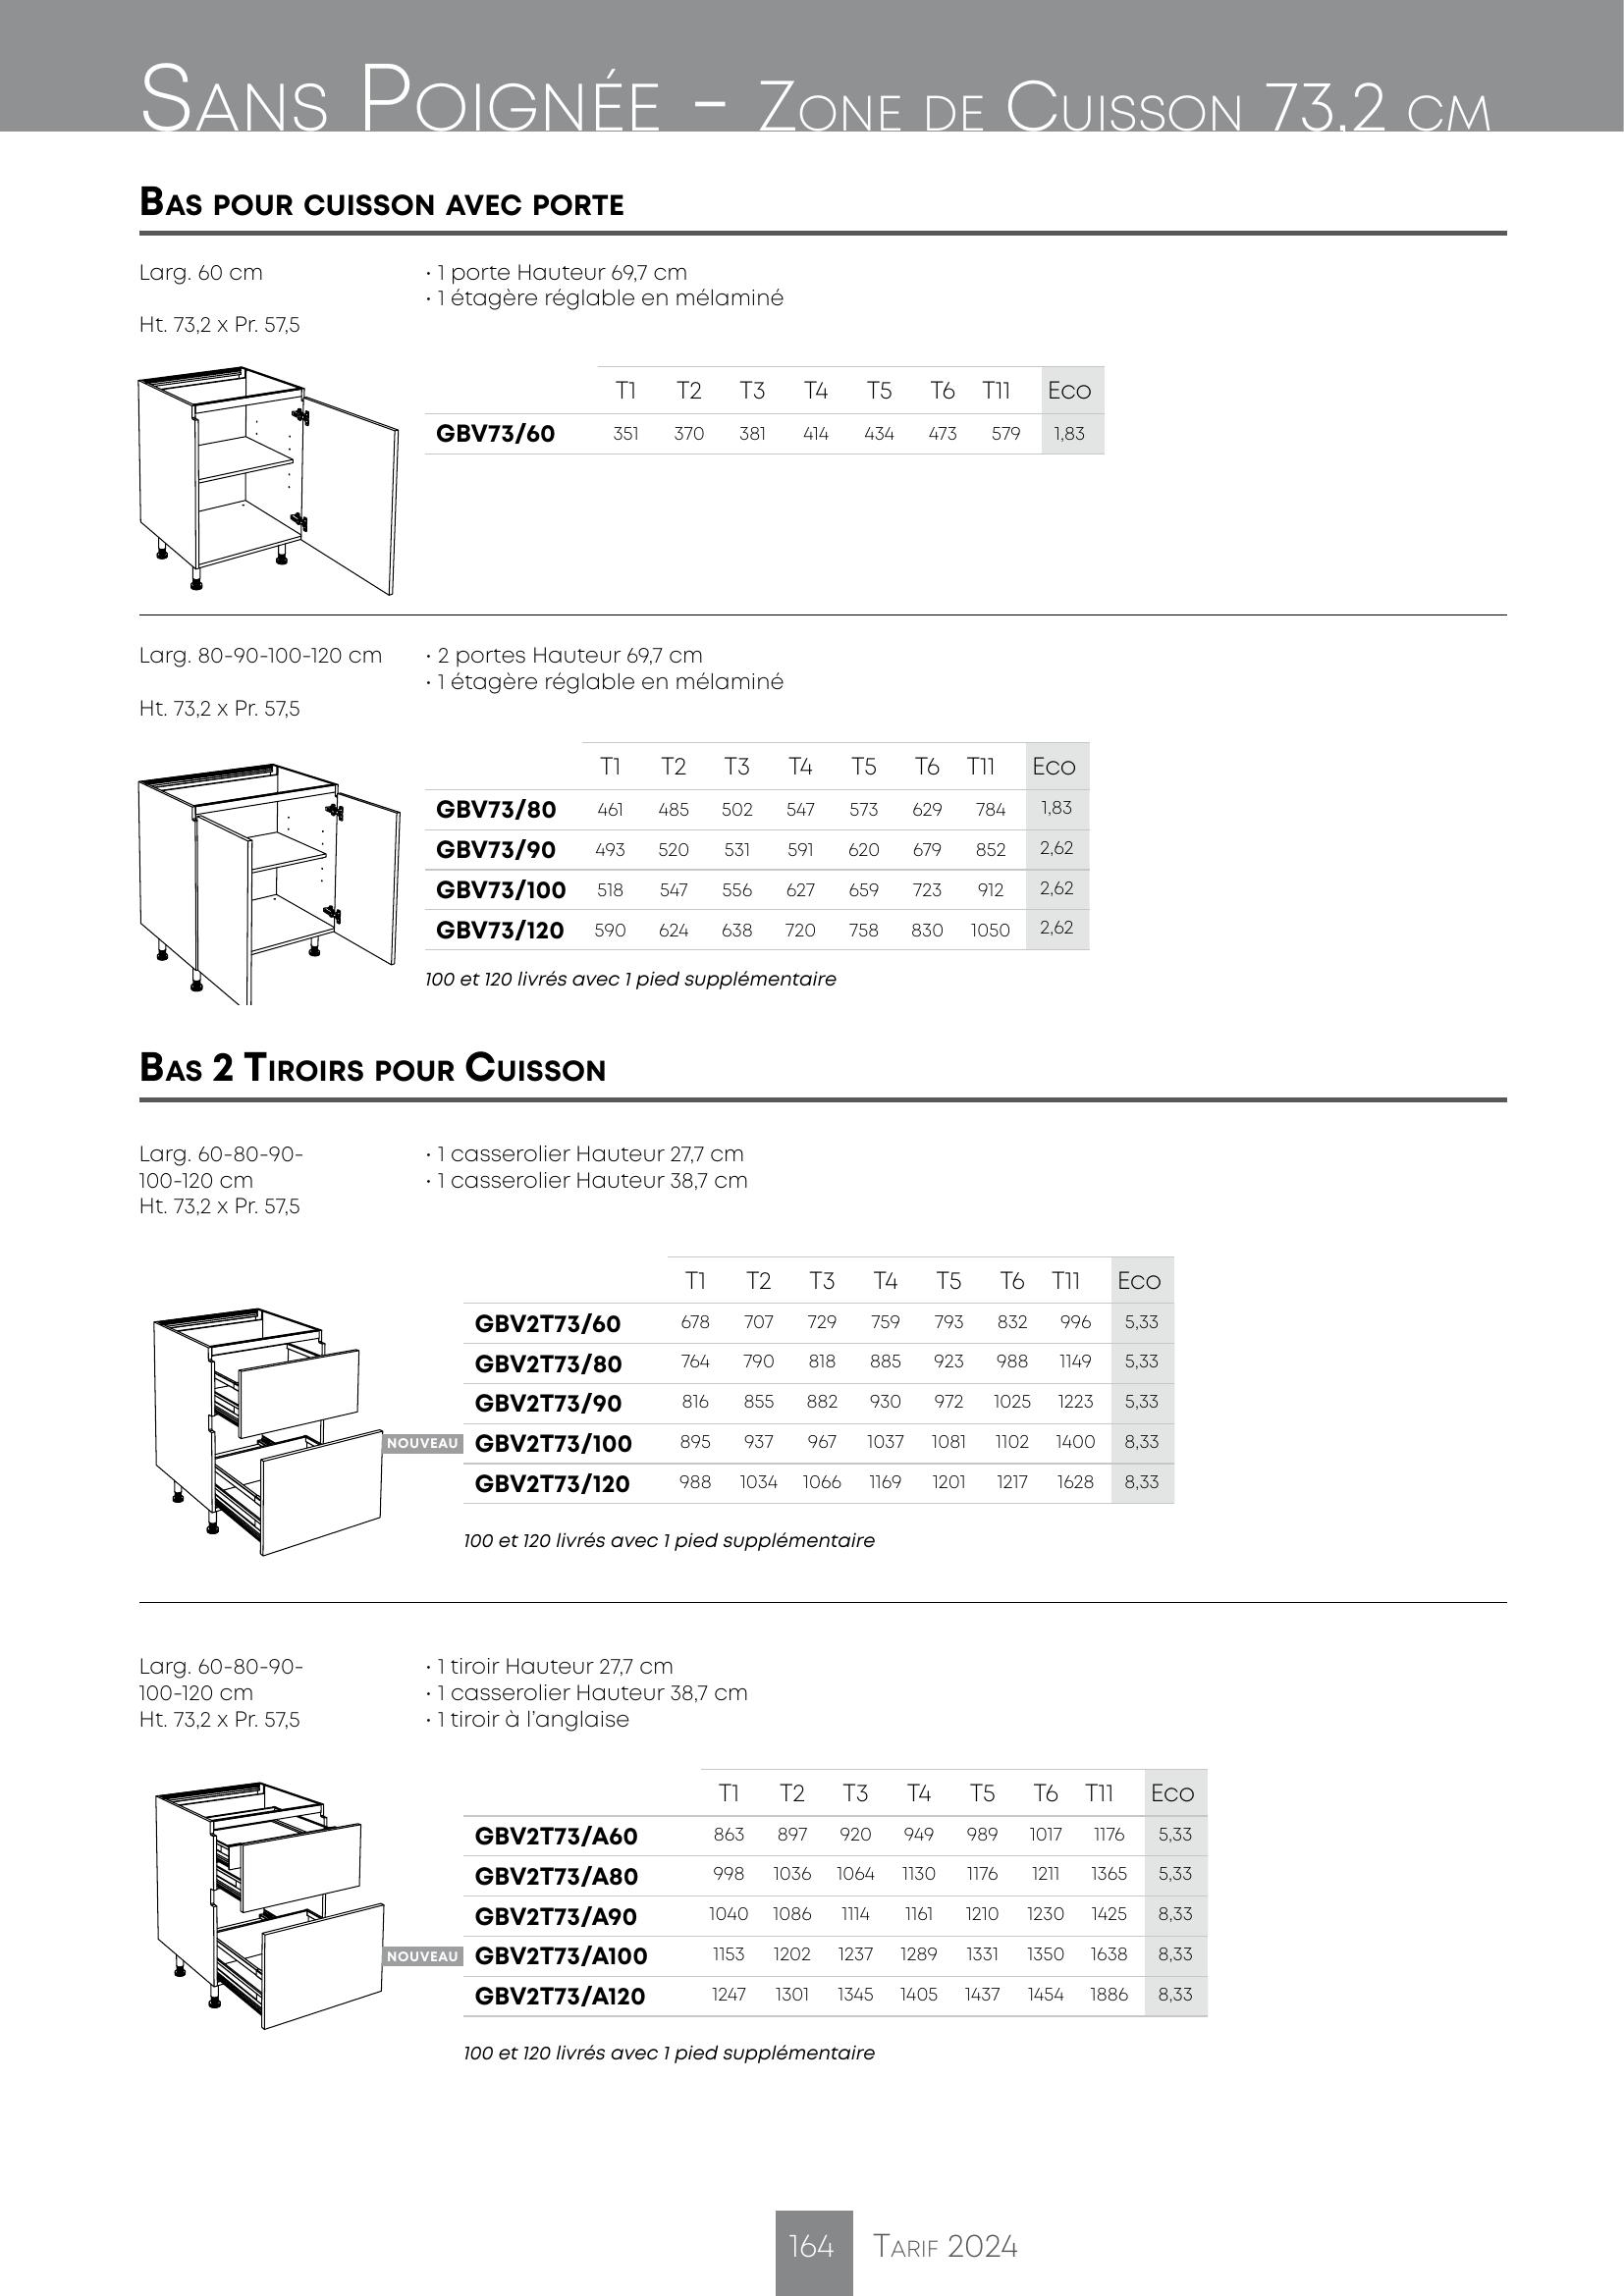 Sans Poignée - Zone de Cuisson 73,2 cm
Bas pour cuisson avec porte
Larg. 60 cm
Ht. 73,2 x Pr. 57,5
• 1 porte Hauteur 69,7 cm
• 1 étagère réglable en mélaminé
T1 T2 T3 T4 T5 T6 T11 Eco
GBV73/60 351 370 381 414 434 473 579 1,83
Larg. 80-90-100-120 cm
Ht. 73,2 x Pr. 57,5
• 2 portes Hauteur 69,7 cm
• 1 étagère réglable en mélaminé
T1 T2 T3 T4 T5 T6 T11 Eco
GBV73/80 461 485 502 547 573 629 784 1,83
GBV73/90 493 520 531 591 620 679 852 2,62
GBV73/100 518 547 556 627 659 723 912 2,62
GBV73/120 590 624 638 720 758 830 1050 2,62
100 et 120 livrés avec 1 pied supplémentaire
Bas 2 Tiroirs pour Cuisson
Larg. 60-80-90-
100-120 cm
Ht. 73,2 x Pr. 57,5
• 1 casserolier Hauteur 27,7 cm
• 1 casserolier Hauteur 38,7 cm
T1 T2 T3 T4 T5 T6 T11 Eco
GBV2T73/60 678 707 729 759 793 832 996 5,33
GBV2T73/80 764 790 818 885 923 988 1149 5,33
GBV2T73/90 816 855 882 930 972 1025 1223 5,33
NOUVEAU GBV2T73/100 895 937 967 1037 1081 1102 1400 8,33
GBV2T73/120 988 1034 1066 1169 1201 1217 1628 8,33
100 et 120 livrés avec 1 pied supplémentaire
Larg. 60-80-90-
100-120 cm
Ht. 73,2 x Pr. 57,5
• 1 tiroir Hauteur 27,7 cm
• 1 casserolier Hauteur 38,7 cm
• 1 tiroir à l'anglaise
T1 T2 T3 T4 T5 T6 T11 Eco
GBV2T73/A60 863 897 920 949 989 1017 1176 5,33
GBV2T73/A80 998 1036 1064 1130 1176 1211 1365 5,33
GBV2T73/A90 1040 1086 1114 1161 1210 1230 1425 8,33
NOUVEAU GBV2T73/A100 1153 1202 1237 1289 1331 1350 1638 8,33
GBV2T73/A120 1247 1301 1345 1405 1437 1454 1886 8,33
100 et 120 livrés avec 1 pied supplémentaire
164 Tarif 2024